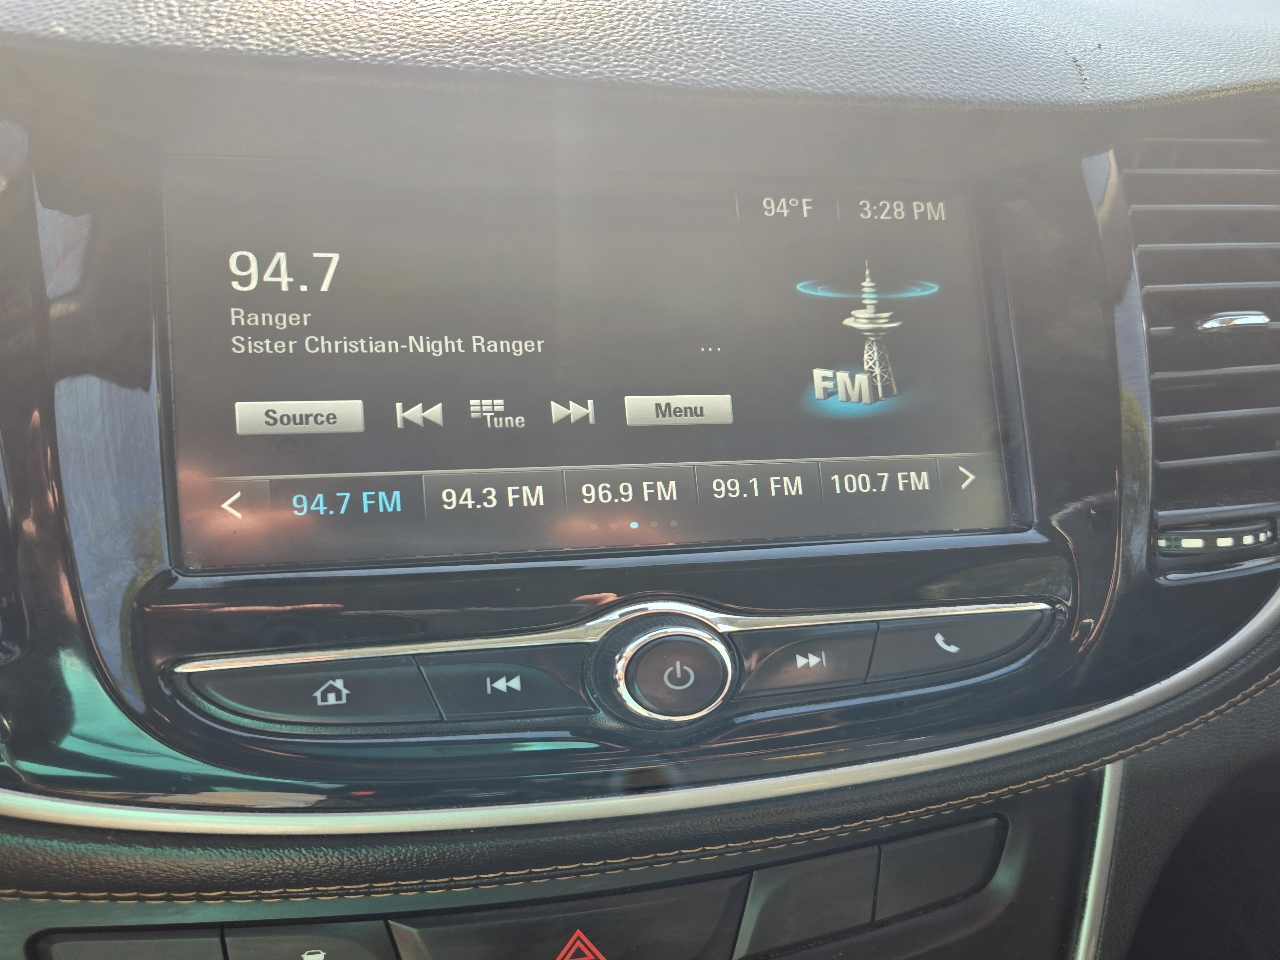 94°F 3:28 PM
94.7
Ranger
Sister Christian-Night Ranger ...
FM
Source Tune Menu
< 94.7 FM 94.3 FM 96.9 FM 99.1 FM 100.7 FM >